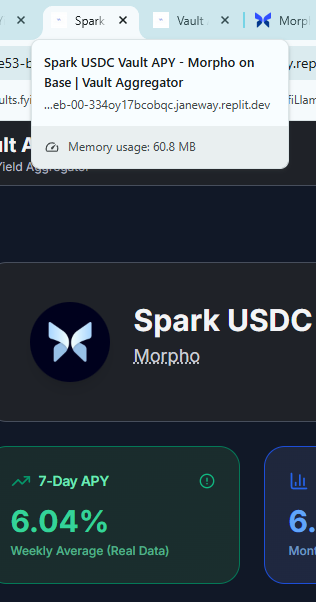 Spark
Vault
Morph
Spark USDC Vault APY - Morpho on
Base | Vault Aggregator
...eb-00-334oy17bcobqc.janeway.replit.dev
Memory usage: 60.8 MB
e53-b
y.rep
ults.fyi
fiLlam
ult A
Yield Aggregator
Spark USDC
Morpho
7-Day APY
6.04%
Weekly Average (Real Data)
6.
Mont